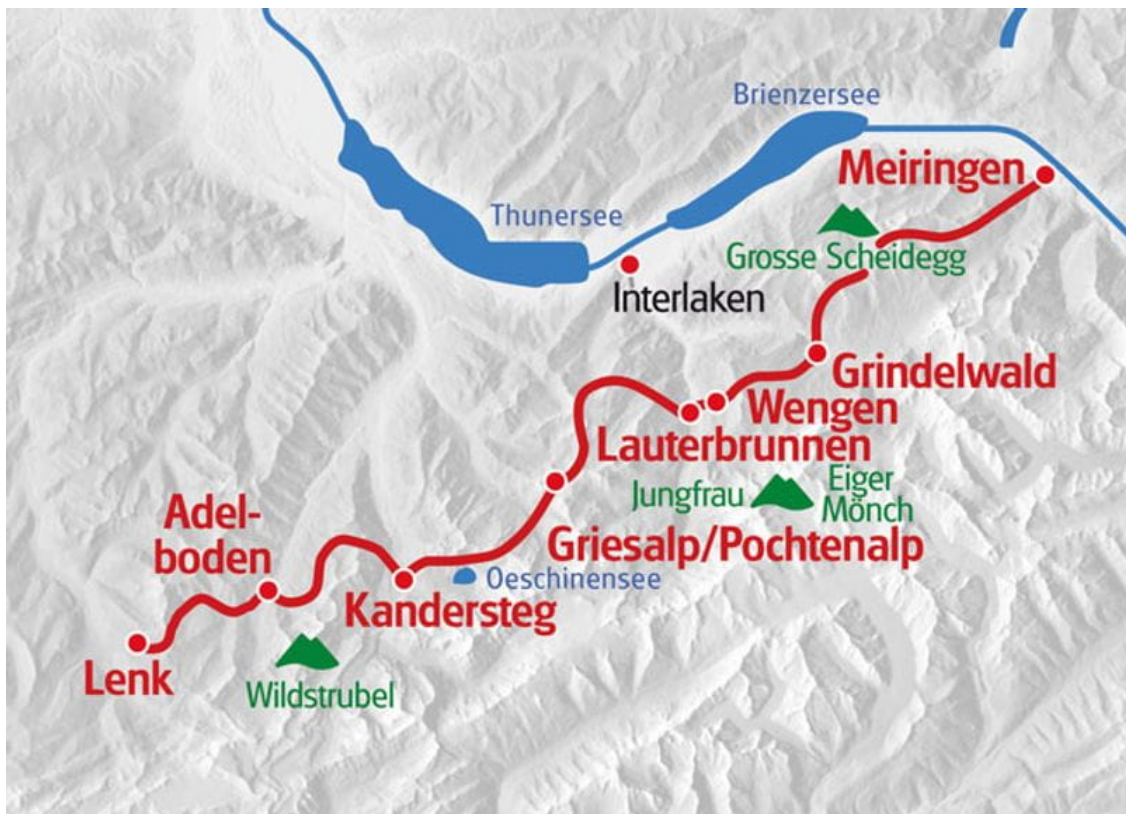 Brienzersee
Meiringen
Thunersee
Grosse Scheidegg
Interlaken
Grindelwald
Wengen
Lauterbrunnen
Jungfrau
Eiger
Mönch
Adel-
boden
Griesalp/Pochtenalp
Oeschinensee
Kandersteg
Lenk
Wildstrubel